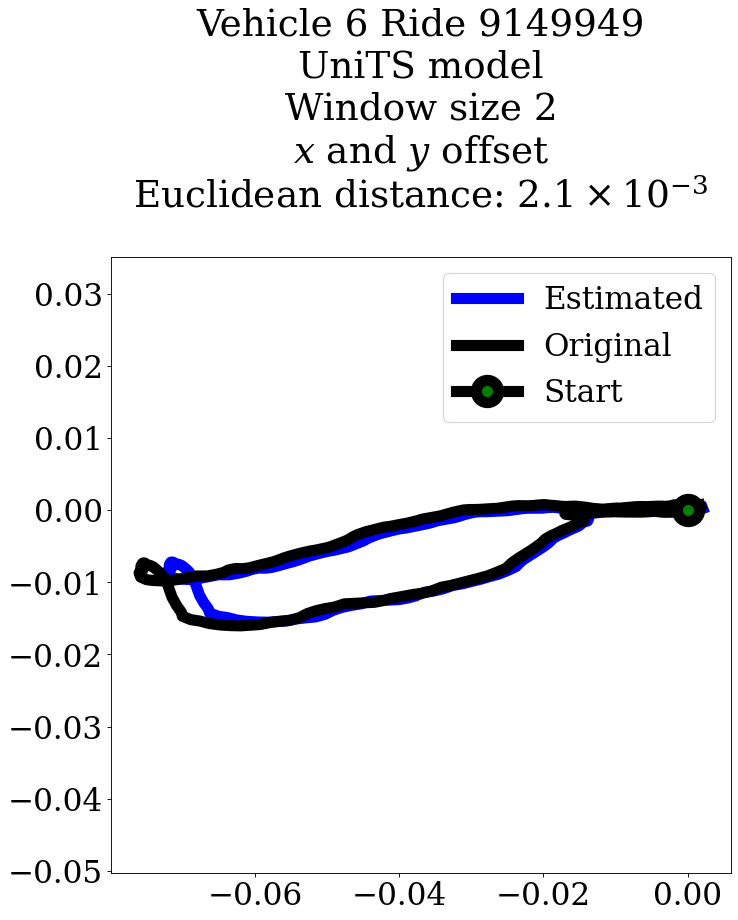 Vehicle 6 Ride 9149949
UniTS model
Window size 2
x and y offset
Euclidean distance: 2.1 × 10⁻³
Estimated
Original
Start
0.03
0.02
0.01
0.00
−0.01
−0.02
−0.03
−0.04
−0.05
−0.06 −0.04 −0.02 0.00